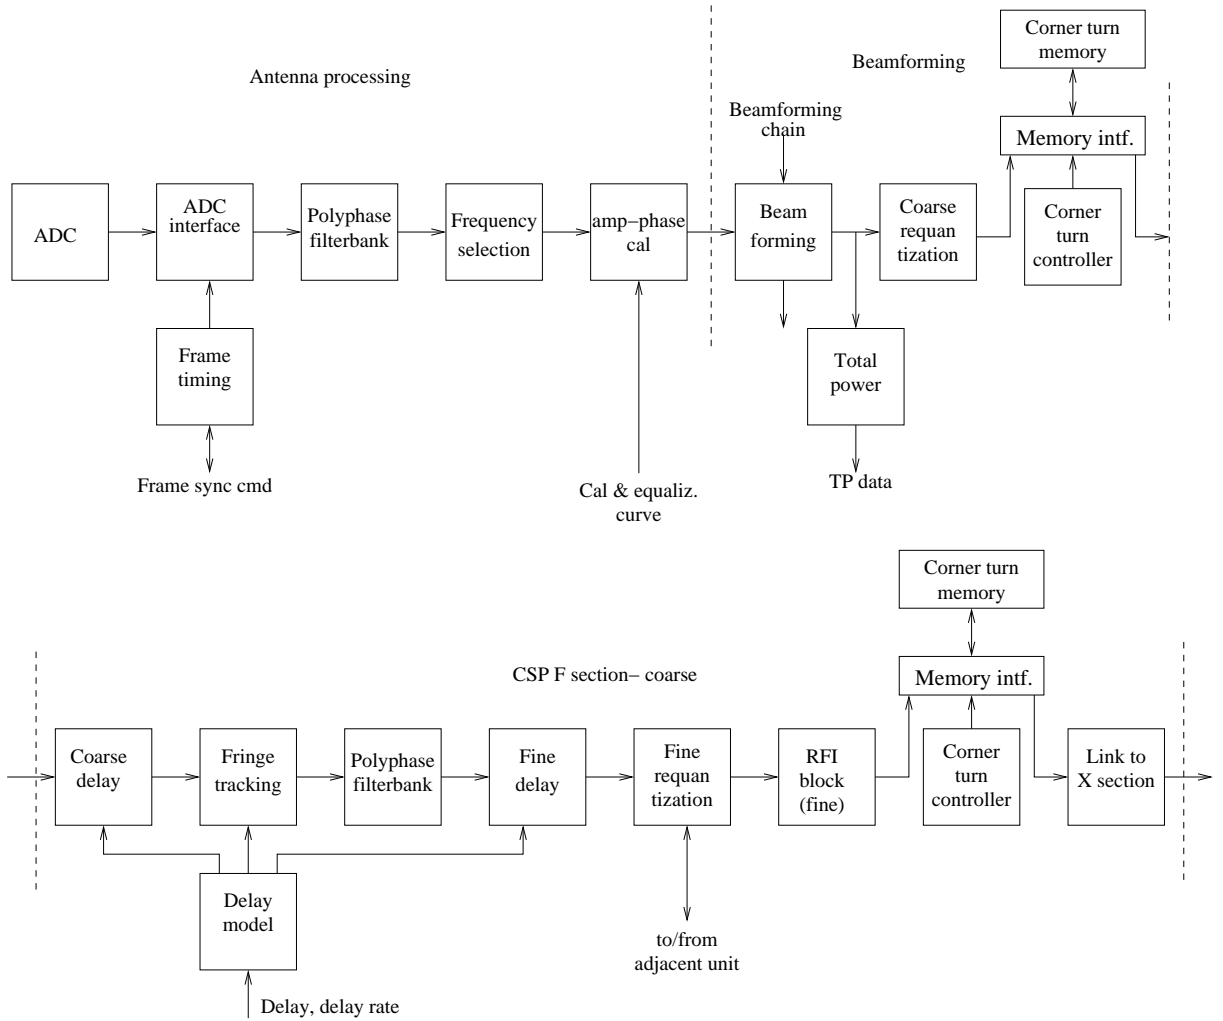 Corner turn
memory
Antenna processing
Beamforming
Beamforming
chain
Memory intf.
ADC
ADC
interface
Polyphase
filterbank
Frequency
selection
amp−phase
cal
Beam
forming
Coarse
requan
tization
Corner
turn
controller
Frame
timing
Total
power
Frame sync cmd
Cal & equaliz.
curve
TP data
Corner turn
memory
CSP F section− coarse
Memory intf.
Coarse
delay
Fringe
tracking
Polyphase
filterbank
Fine
delay
Fine
requan
tization
RFI
block
(fine)
Corner
turn
controller
Link to
X section
Delay
model
to/from
adjacent unit
Delay, delay rate